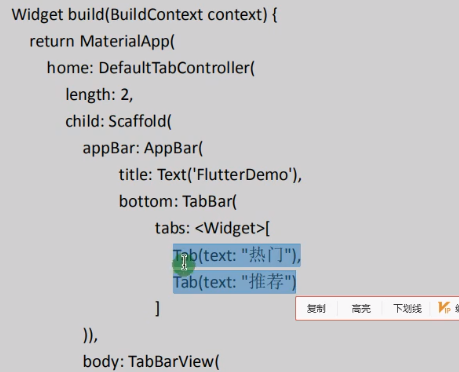 Widget build(BuildContext context) {
return MaterialApp(
home: DefaultTabController(
length: 2,
child: Scaffold(
appBar: AppBar(
title: Text('FlutterDemo'),
bottom: TabBar(
tabs: <Widget>[
Tab(text: "热门"),
Tab(text: "推荐")
复制 高亮 下划线 VIP
]
)),
body: TabBarView(